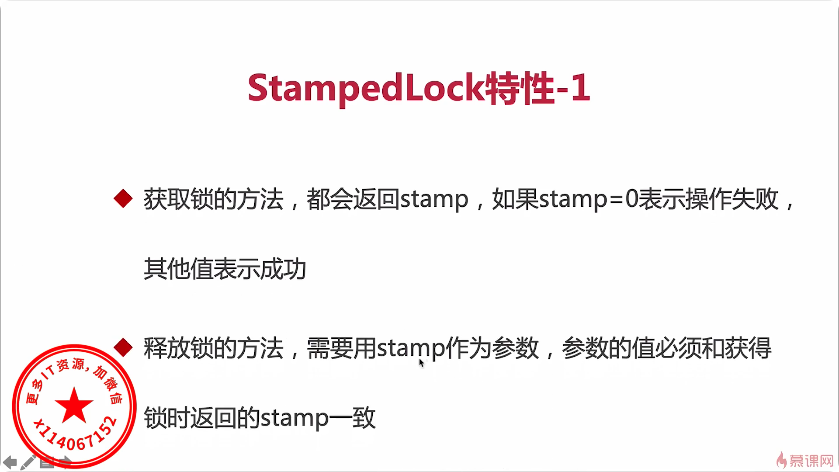 StampedLock特性-1
获取锁的方法，都会返回stamp，如果stamp=0表示操作失败，
其他值表示成功
释放锁的方法，需要用stamp作为参数，参数的值必须和获得
锁时返回的stamp一致
更多IT资源,加微信
x114067152
慕课网